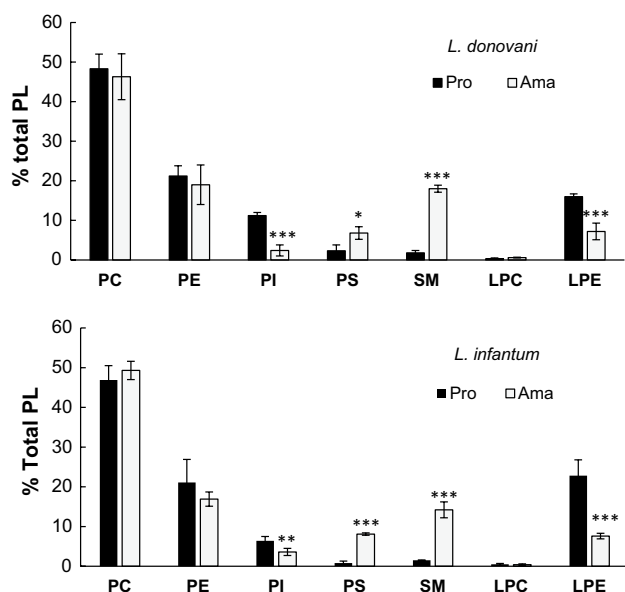 60
L. donovani
50
Pro Ama
40
% total PL
30
20
***
*
***
***
10
0
PC PE PI PS SM LPC LPE
60
L. infantum
50
Pro Ama
40
% Total PL
30
20
***
***
***
**
10
0
PC PE PI PS SM LPC LPE